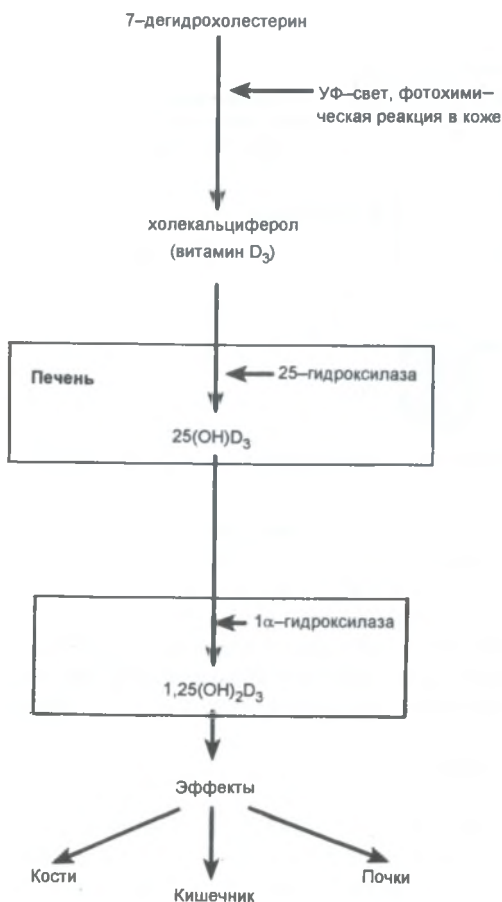 7–дегидрохолестерин
УФ–свет, фотохими–
ческая реакция в коже
холекальциферол
(витамин D₃)
Печень
25–гидроксилаза
25(OH)D₃
1α–гидроксилаза
1,25(OH)₂D₃
Эффекты
Кости
Кишечник
Почки